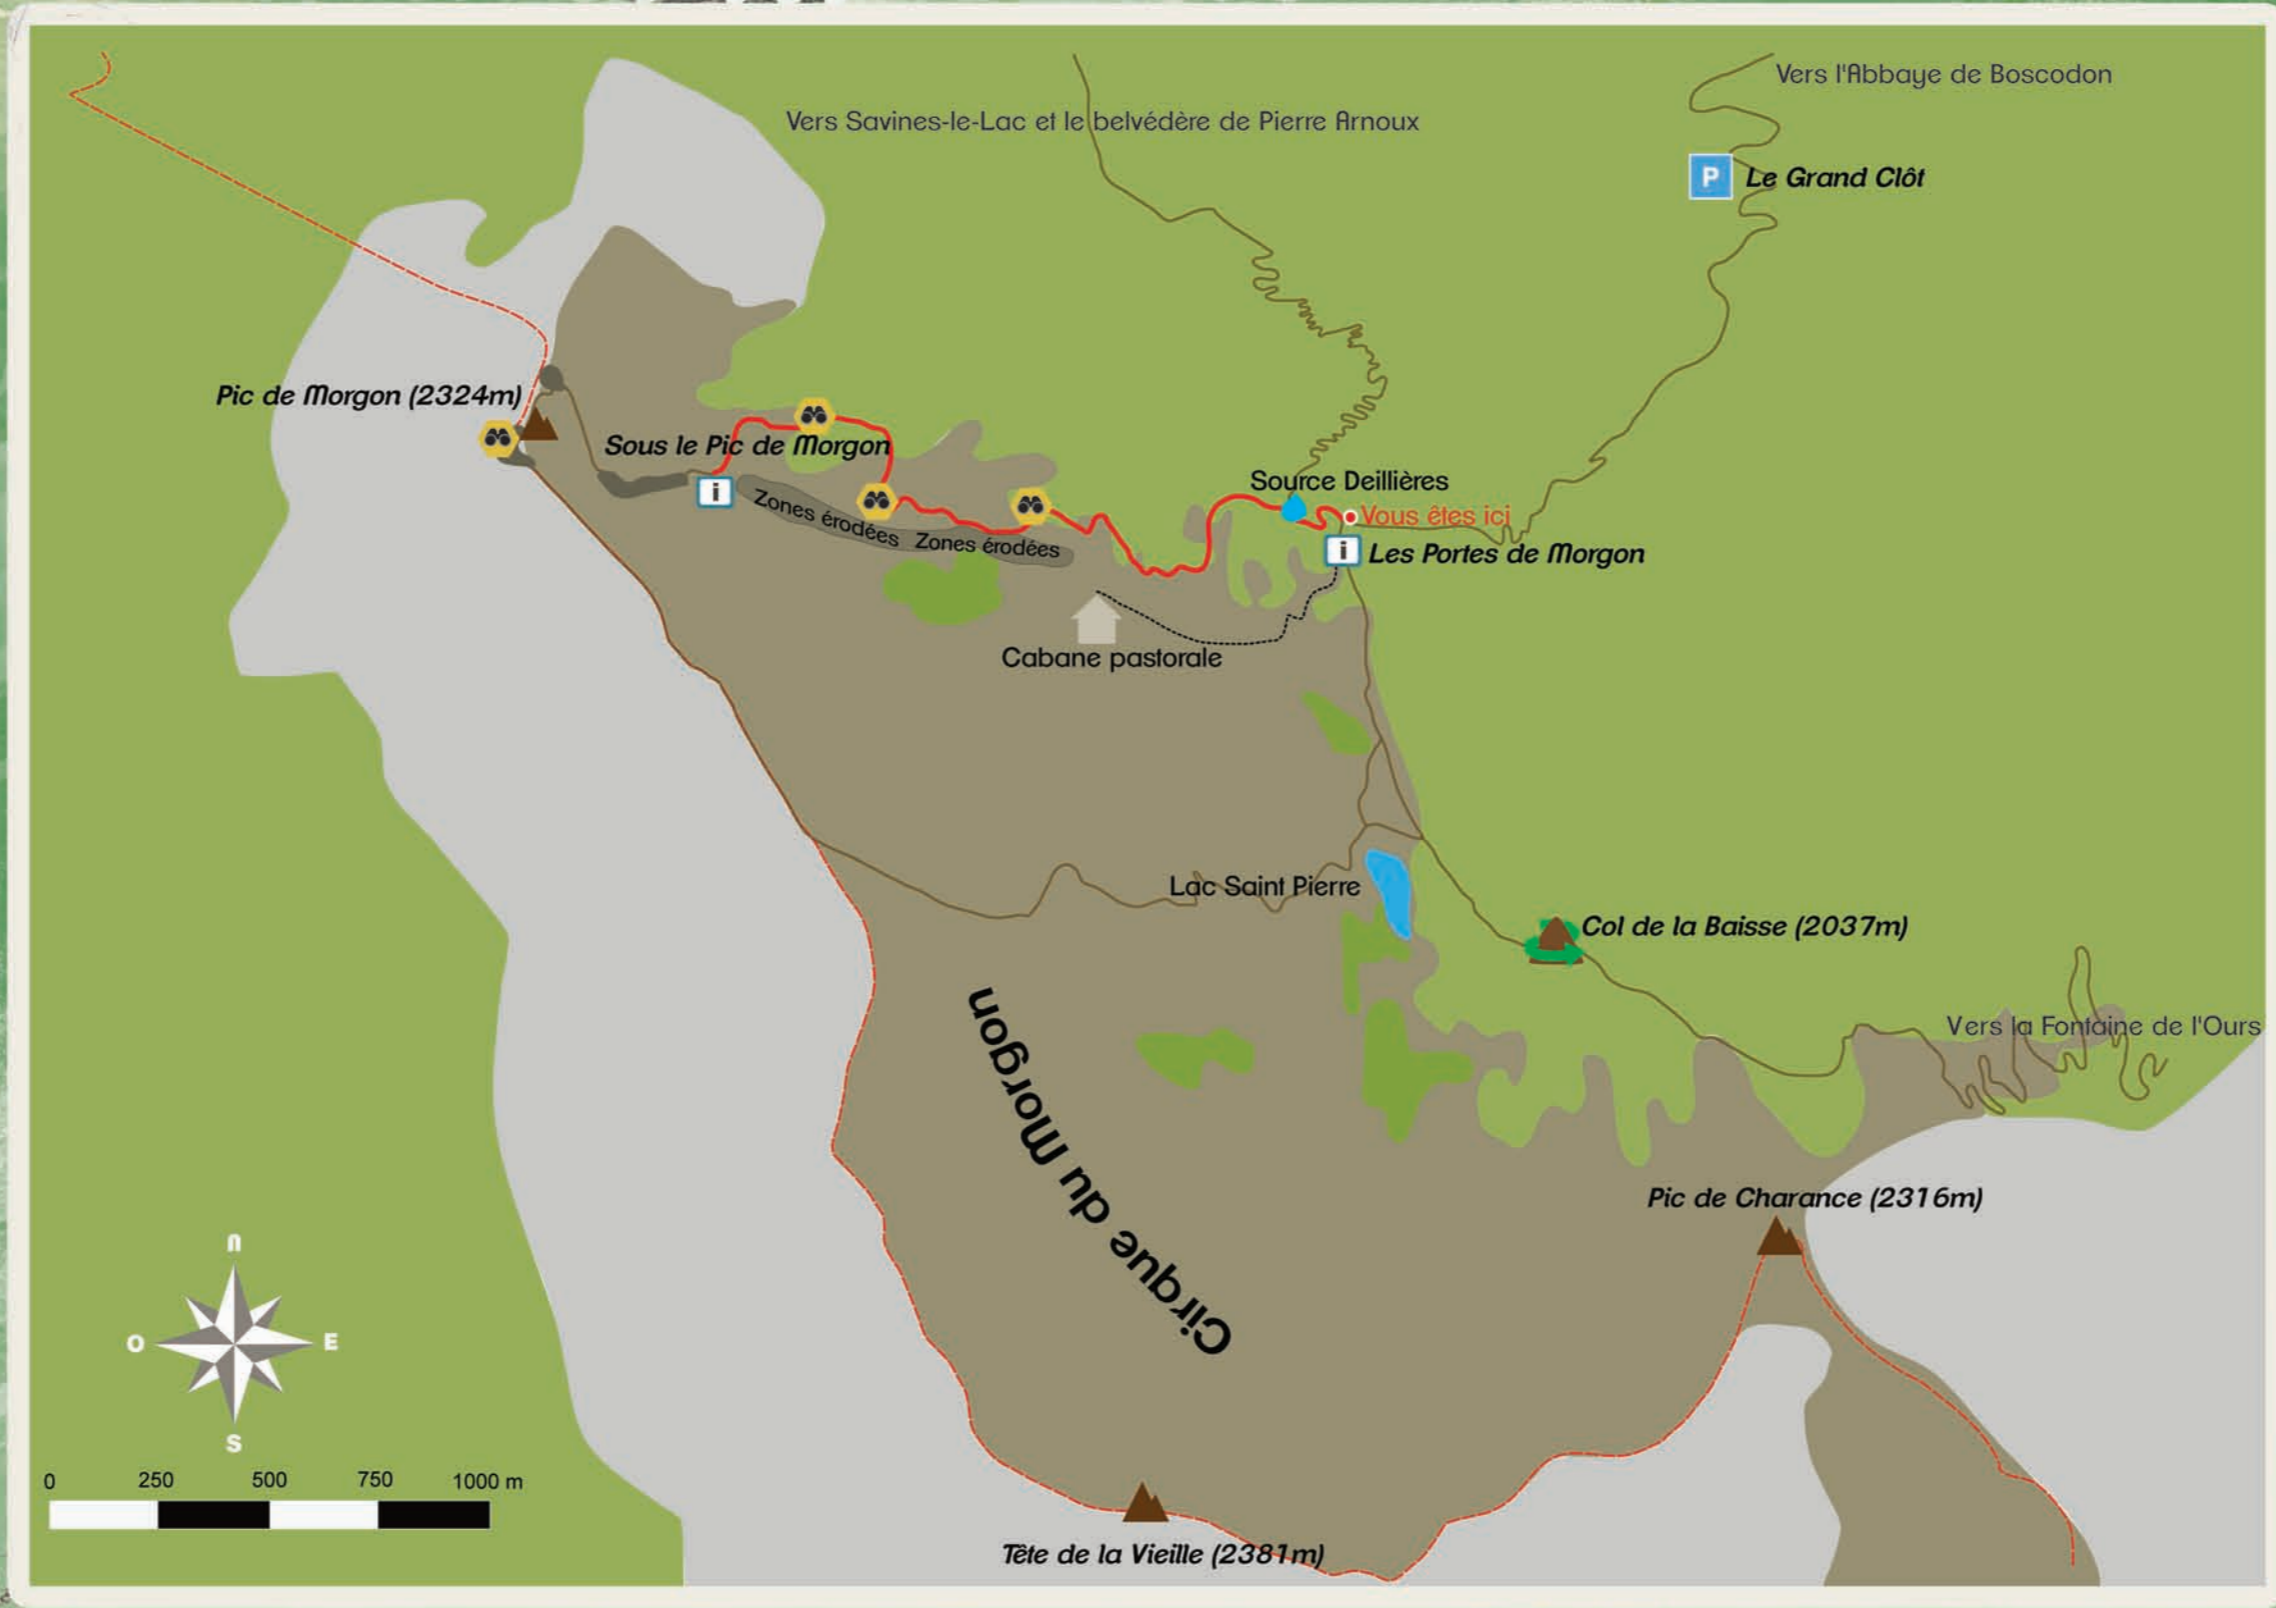 Vers l'Abbaye de Boscodon
Vers Savines-le-Lac et le belvédère de Pierre Arnoux
P
Le Grand Clôt
Pic de Morgon (2324m)
Sous le Pic de Morgon
i
Zones érodées
Zones érodées
Source Deillières
Vous êtes ici
i
Les Portes de Morgon
Cabane pastorale
Lac Saint Pierre
Col de la Baisse (2037m)
Vers la Fontaine de l'Ours
Cirque du Morgon
Pic de Charance (2316m)
Tête de la Vieille (2381m)
N
O
E
S
0 250 500 750 1000 m